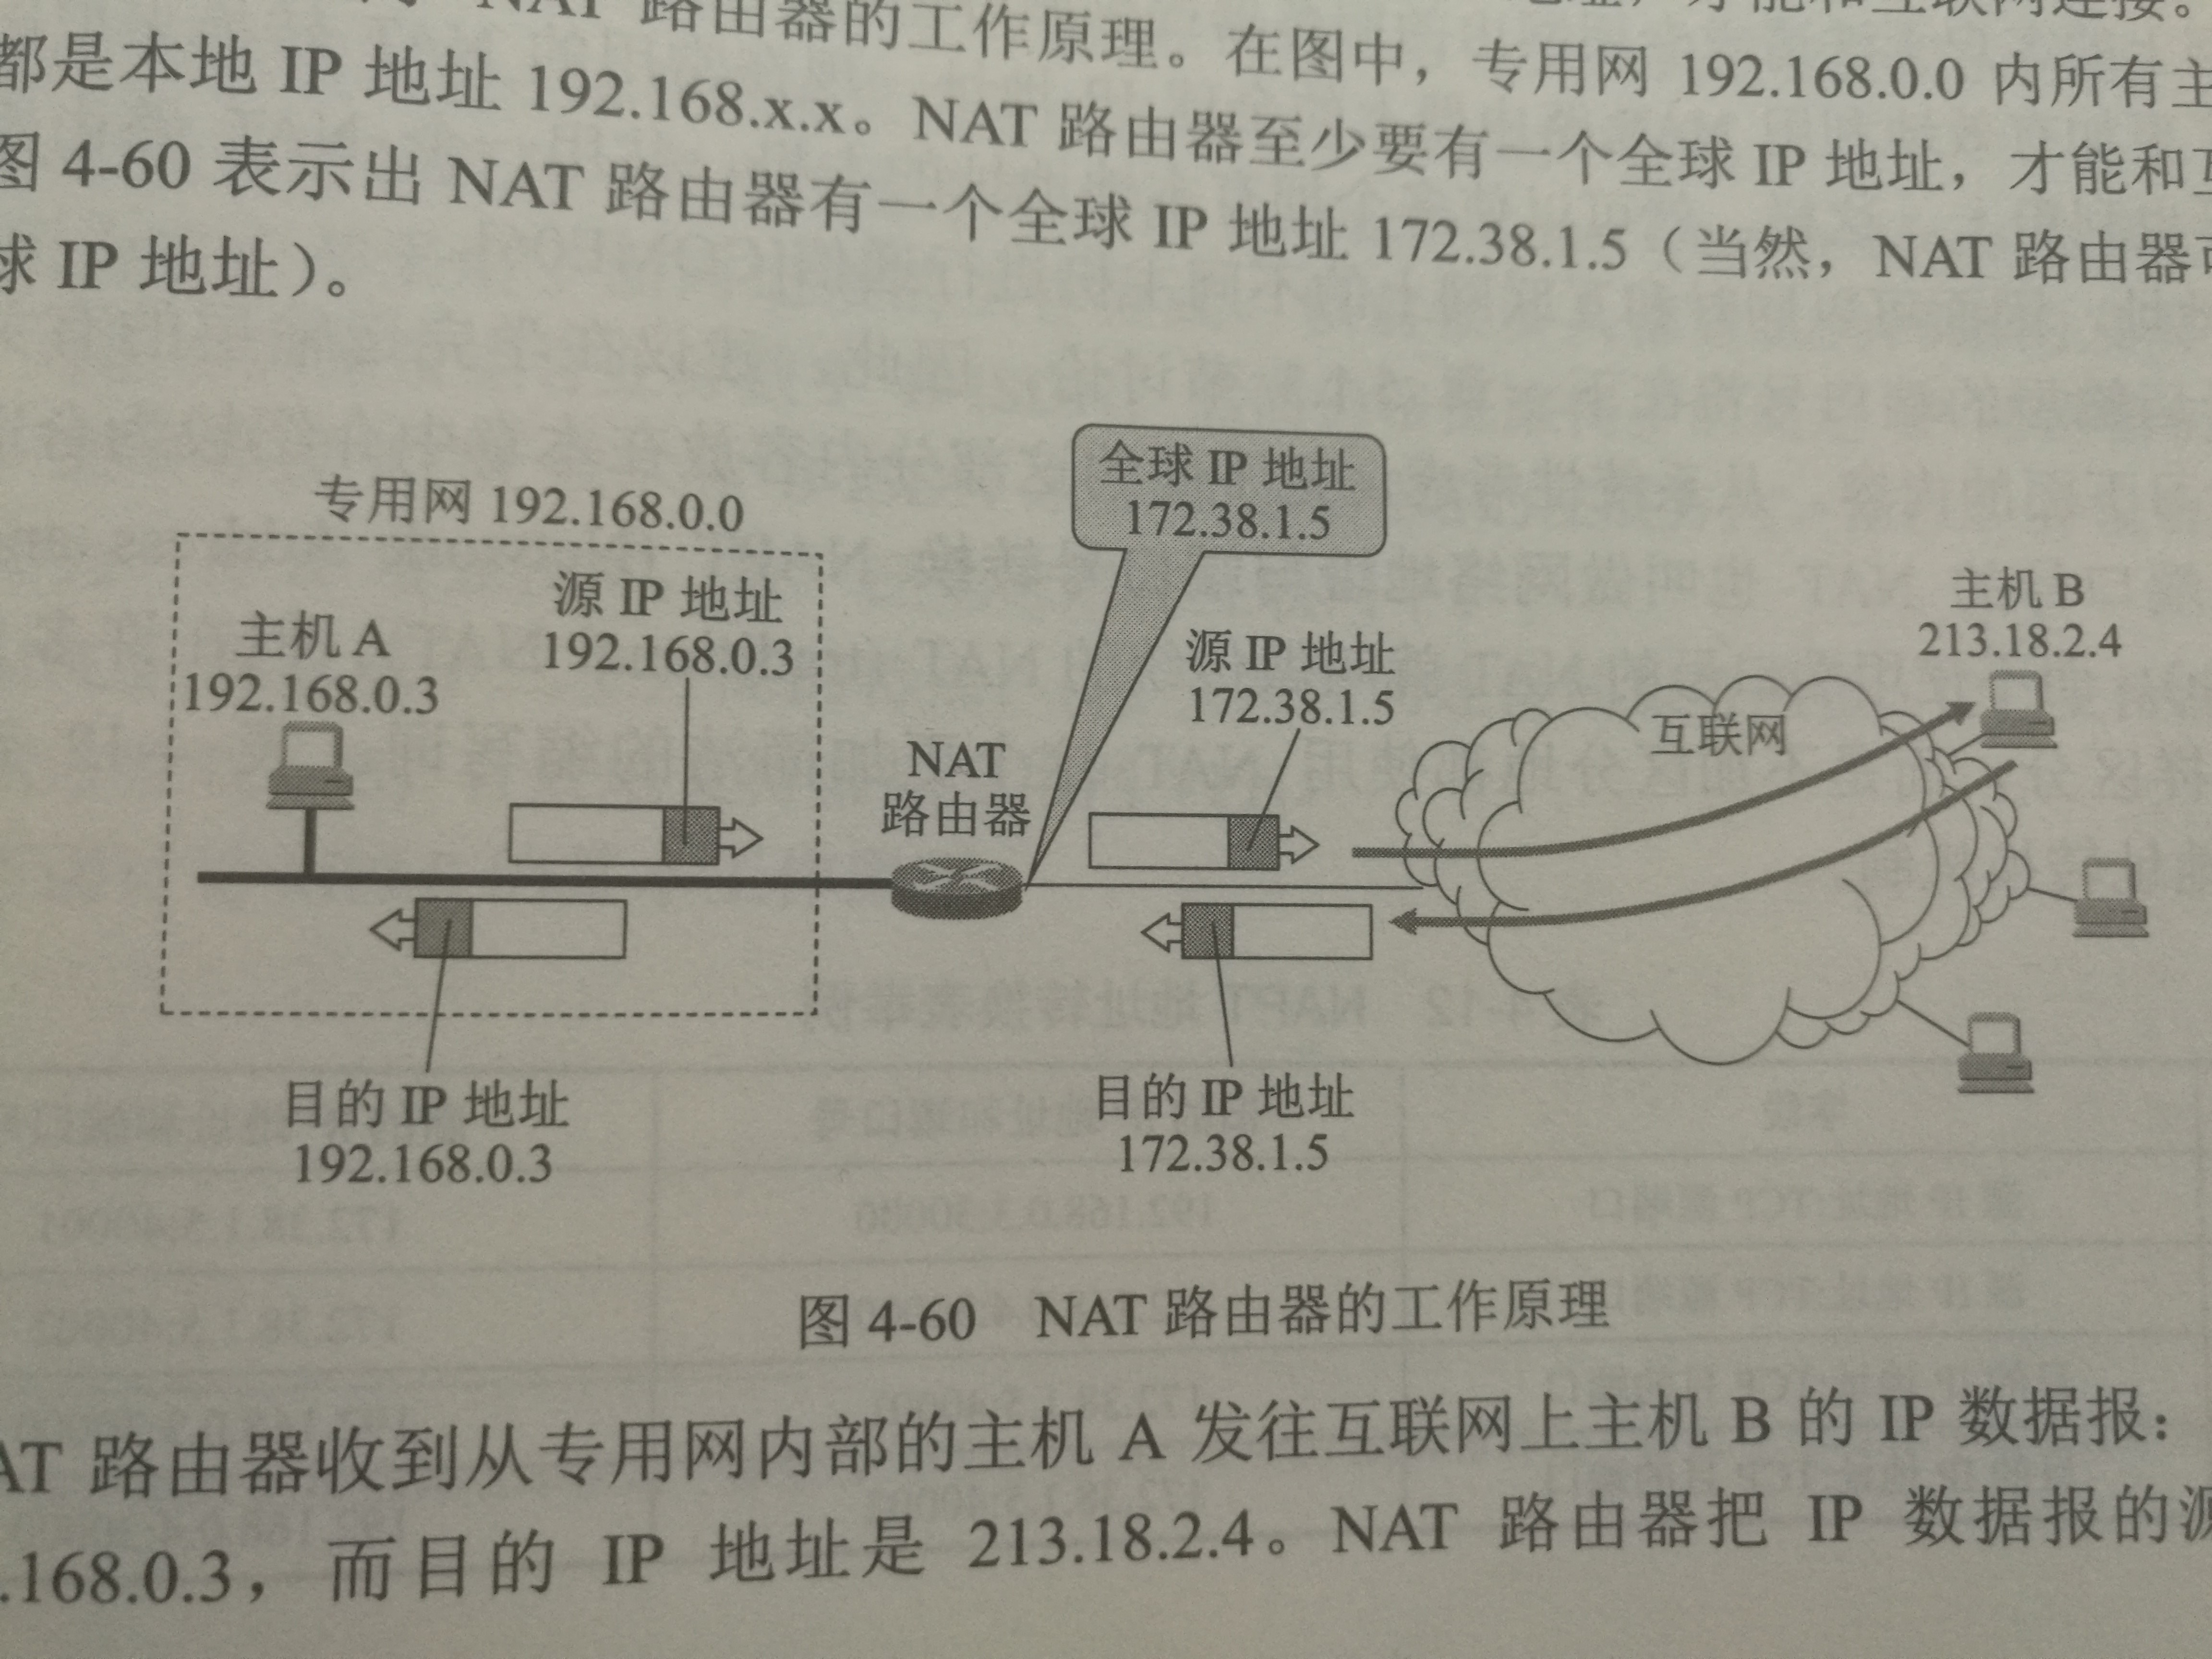 NAT 路由器的工作原理。在图中，专用网 192.168.0.0 内所有主
都是本地 IP 地址 192.168.x.x。NAT 路由器至少要有一个全球 IP 地址，才能和互
图 4-60 表示出 NAT 路由器有一个全球 IP 地址 172.38.1.5（当然，NAT 路由器可
球 IP 地址）。
全球 IP 地址
172.38.1.5
专用网 192.168.0.0
源 IP 地址
192.168.0.3
主机 A
192.168.0.3
NAT
路由器
源 IP 地址
172.38.1.5
主机 B
213.18.2.4
互联网
目的 IP 地址
192.168.0.3
目的 IP 地址
172.38.1.5
图 4-60 NAT 路由器的工作原理
AT 路由器收到从专用网内部的主机 A 发往互联网上主机 B 的 IP 数据报：
.168.0.3，而目的 IP 地址是 213.18.2.4。NAT 路由器把 IP 数据报的源